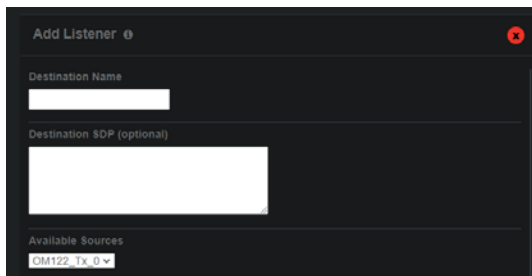 Add Listener
x
Destination Name
Destination SDP (optional)
Available Sources
OM122_Tx_0